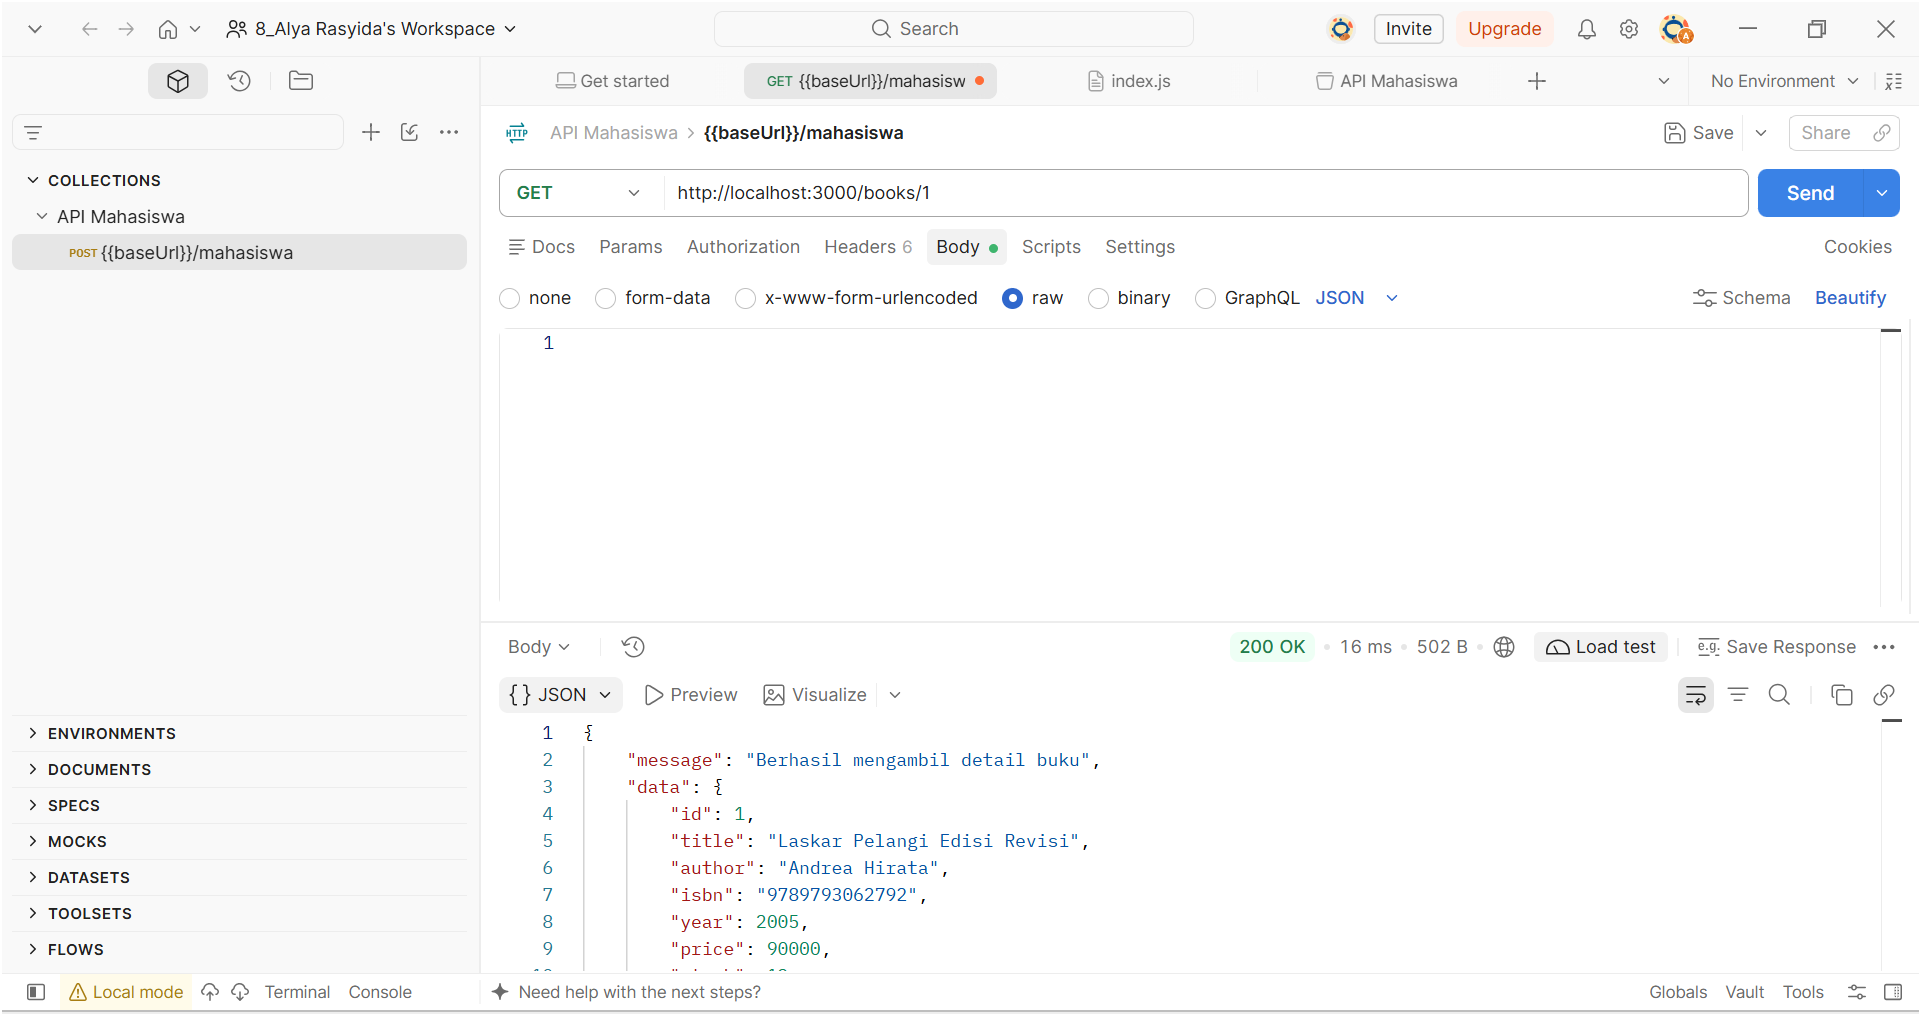 8_Alya Rasyida's Workspace
Search
Invite
Upgrade
A
Get started
GET {{baseUrl}}/mahasisw
index.js
API Mahasiswa
No Environment
HTTP API Mahasiswa > {{baseUrl}}/mahasiswa
Save
Share
COLLECTIONS
API Mahasiswa
POST {{baseUrl}}/mahasiswa
GET
http://localhost:3000/books/1
Send
Docs Params Authorization Headers 6 Body Scripts Settings
Cookies
none form-data x-www-form-urlencoded raw binary GraphQL JSON
Schema Beautify
1
Body
200 OK • 16 ms • 502 B •
Load test
e.g. Save Response
{ } JSON Preview Visualize
1 {
2 "message": "Berhasil mengambil detail buku",
3 "data": {
4 "id": 1,
5 "title": "Laskar Pelangi Edisi Revisi",
6 "author": "Andrea Hirata",
7 "isbn": "9789793062792",
8 "year": 2005,
9 "price": 90000,
ENVIRONMENTS
DOCUMENTS
SPECS
MOCKS
DATASETS
TOOLSETS
FLOWS
Local mode
Terminal
Console
Need help with the next steps?
Globals
Vault
Tools